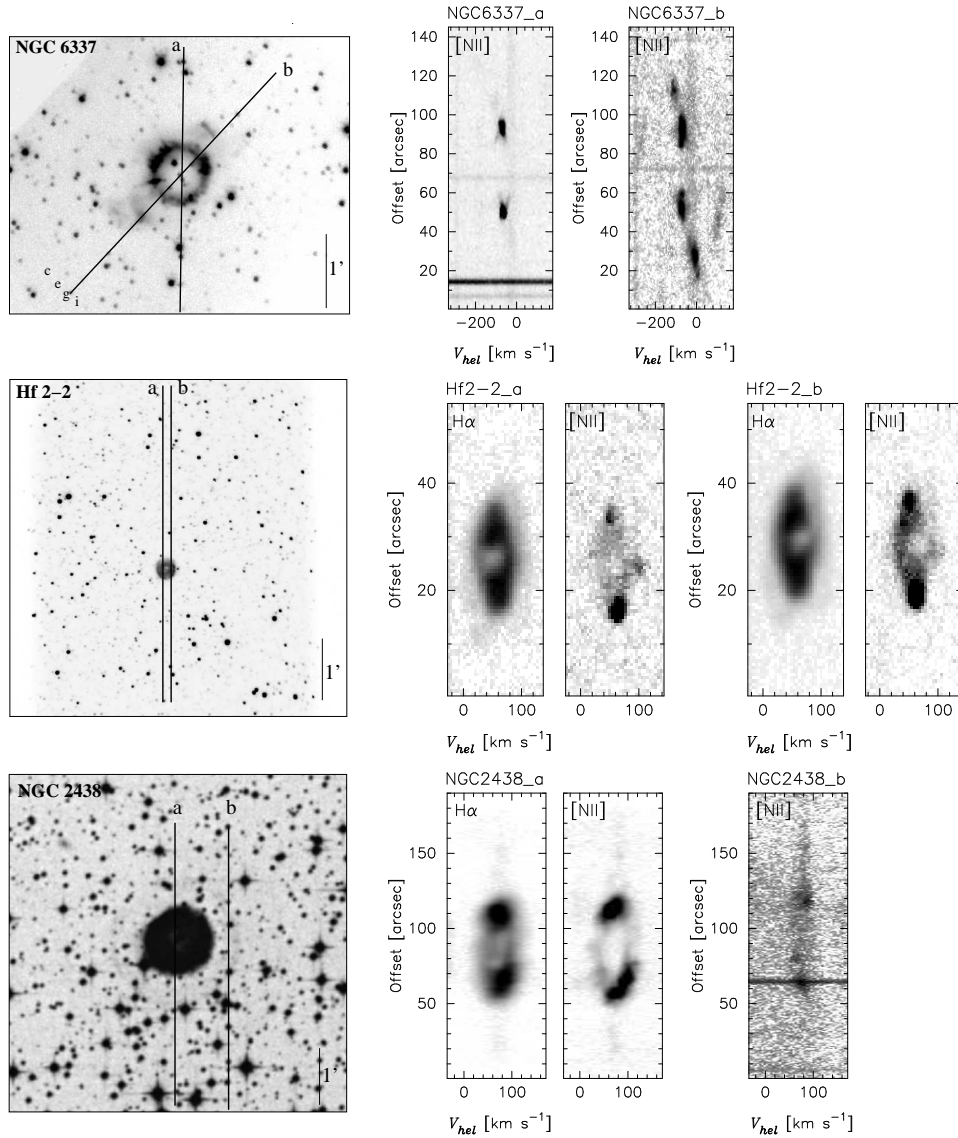 NGC 6337
a
b
c
e
g
i
1'
NGC6337_a
[NII]
140
120
100
80
60
40
20
Offset [arcsec]
−200 0
V_hel [km s⁻¹]
NGC6337_b
[NII]
140
120
100
80
60
40
20
Offset [arcsec]
−200 0
V_hel [km s⁻¹]
Hf 2−2
a b
1'
Hf2−2_a
Hα
[NII]
40
20
Offset [arcsec]
0 100
0 100
V_hel [km s⁻¹]
Hf2−2_b
Hα
[NII]
40
20
Offset [arcsec]
0 100
0 100
V_hel [km s⁻¹]
NGC 2438
a b
1'
NGC2438_a
Hα
[NII]
150
100
50
Offset [arcsec]
0 100
0 100
V_hel [km s⁻¹]
NGC2438_b
[NII]
150
100
50
Offset [arcsec]
0 100
V_hel [km s⁻¹]